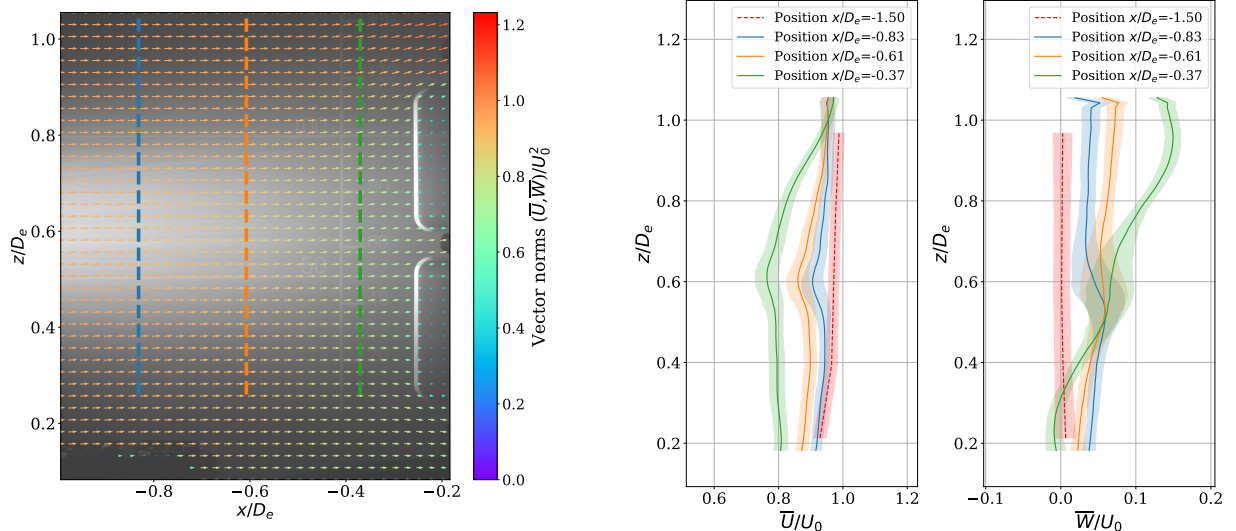 1.0
0.8
0.6
0.4
0.2
z/D_e
−0.8
−0.6
−0.4
−0.2
x/D_e
1.2
1.0
0.8
0.6
0.4
0.2
0.0
Vector norms (U̅,W̅)/U_0^2
Position x/D_e=-1.50
Position x/D_e=-0.83
Position x/D_e=-0.61
Position x/D_e=-0.37
1.2
1.0
0.8
0.6
0.4
0.2
z/D_e
0.6
0.8
1.0
1.2
U̅/U_0
Position x/D_e=-1.50
Position x/D_e=-0.83
Position x/D_e=-0.61
Position x/D_e=-0.37
1.2
1.0
0.8
0.6
0.4
0.2
z/D_e
−0.1
0.0
0.1
0.2
W̅/U_0